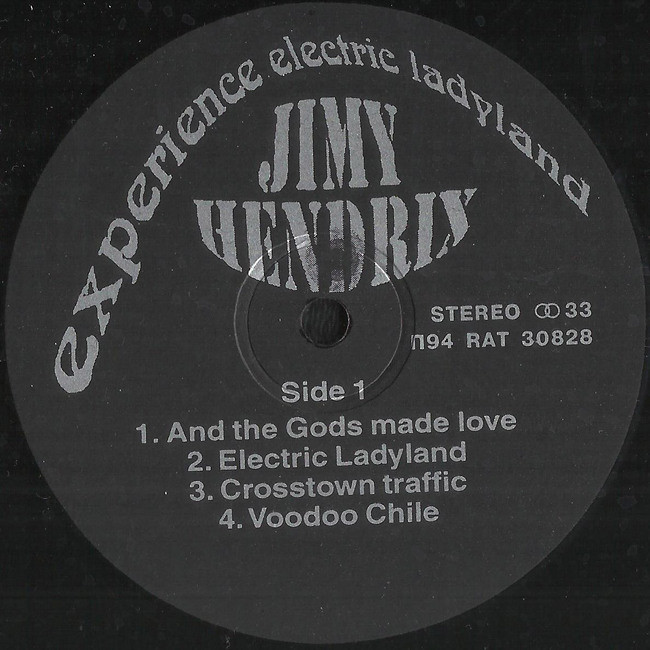 experience electric ladyland
JIMY
HENDRIX
STEREO ꝏ 33
П94 RAT 30828
Side 1
1. And the Gods made love
2. Electric Ladyland
3. Crosstown traffic
4. Voodoo Chile